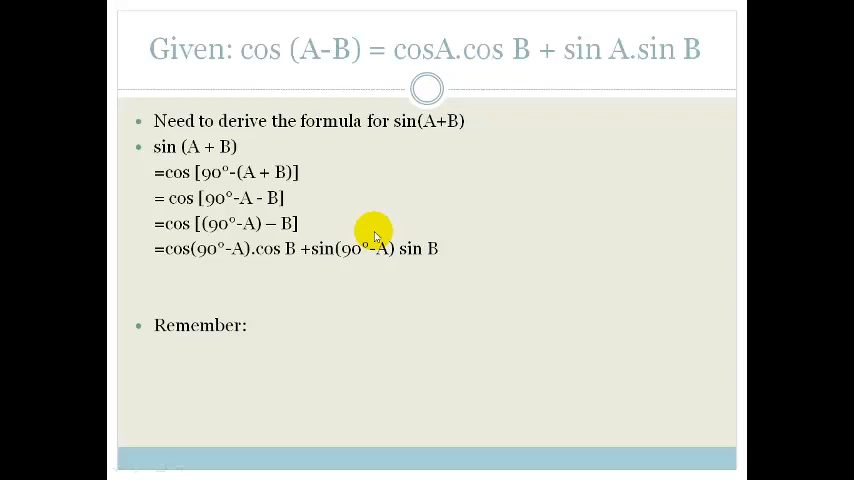 Given: cos (A-B) = cosA.cos B + sin A.sin B
• Need to derive the formula for sin(A+B)
• sin (A + B)
=cos [90°-(A + B)]
= cos [90°-A - B]
=cos [(90°-A) – B]
=cos(90°-A).cos B +sin(90°-A) sin B
• Remember: